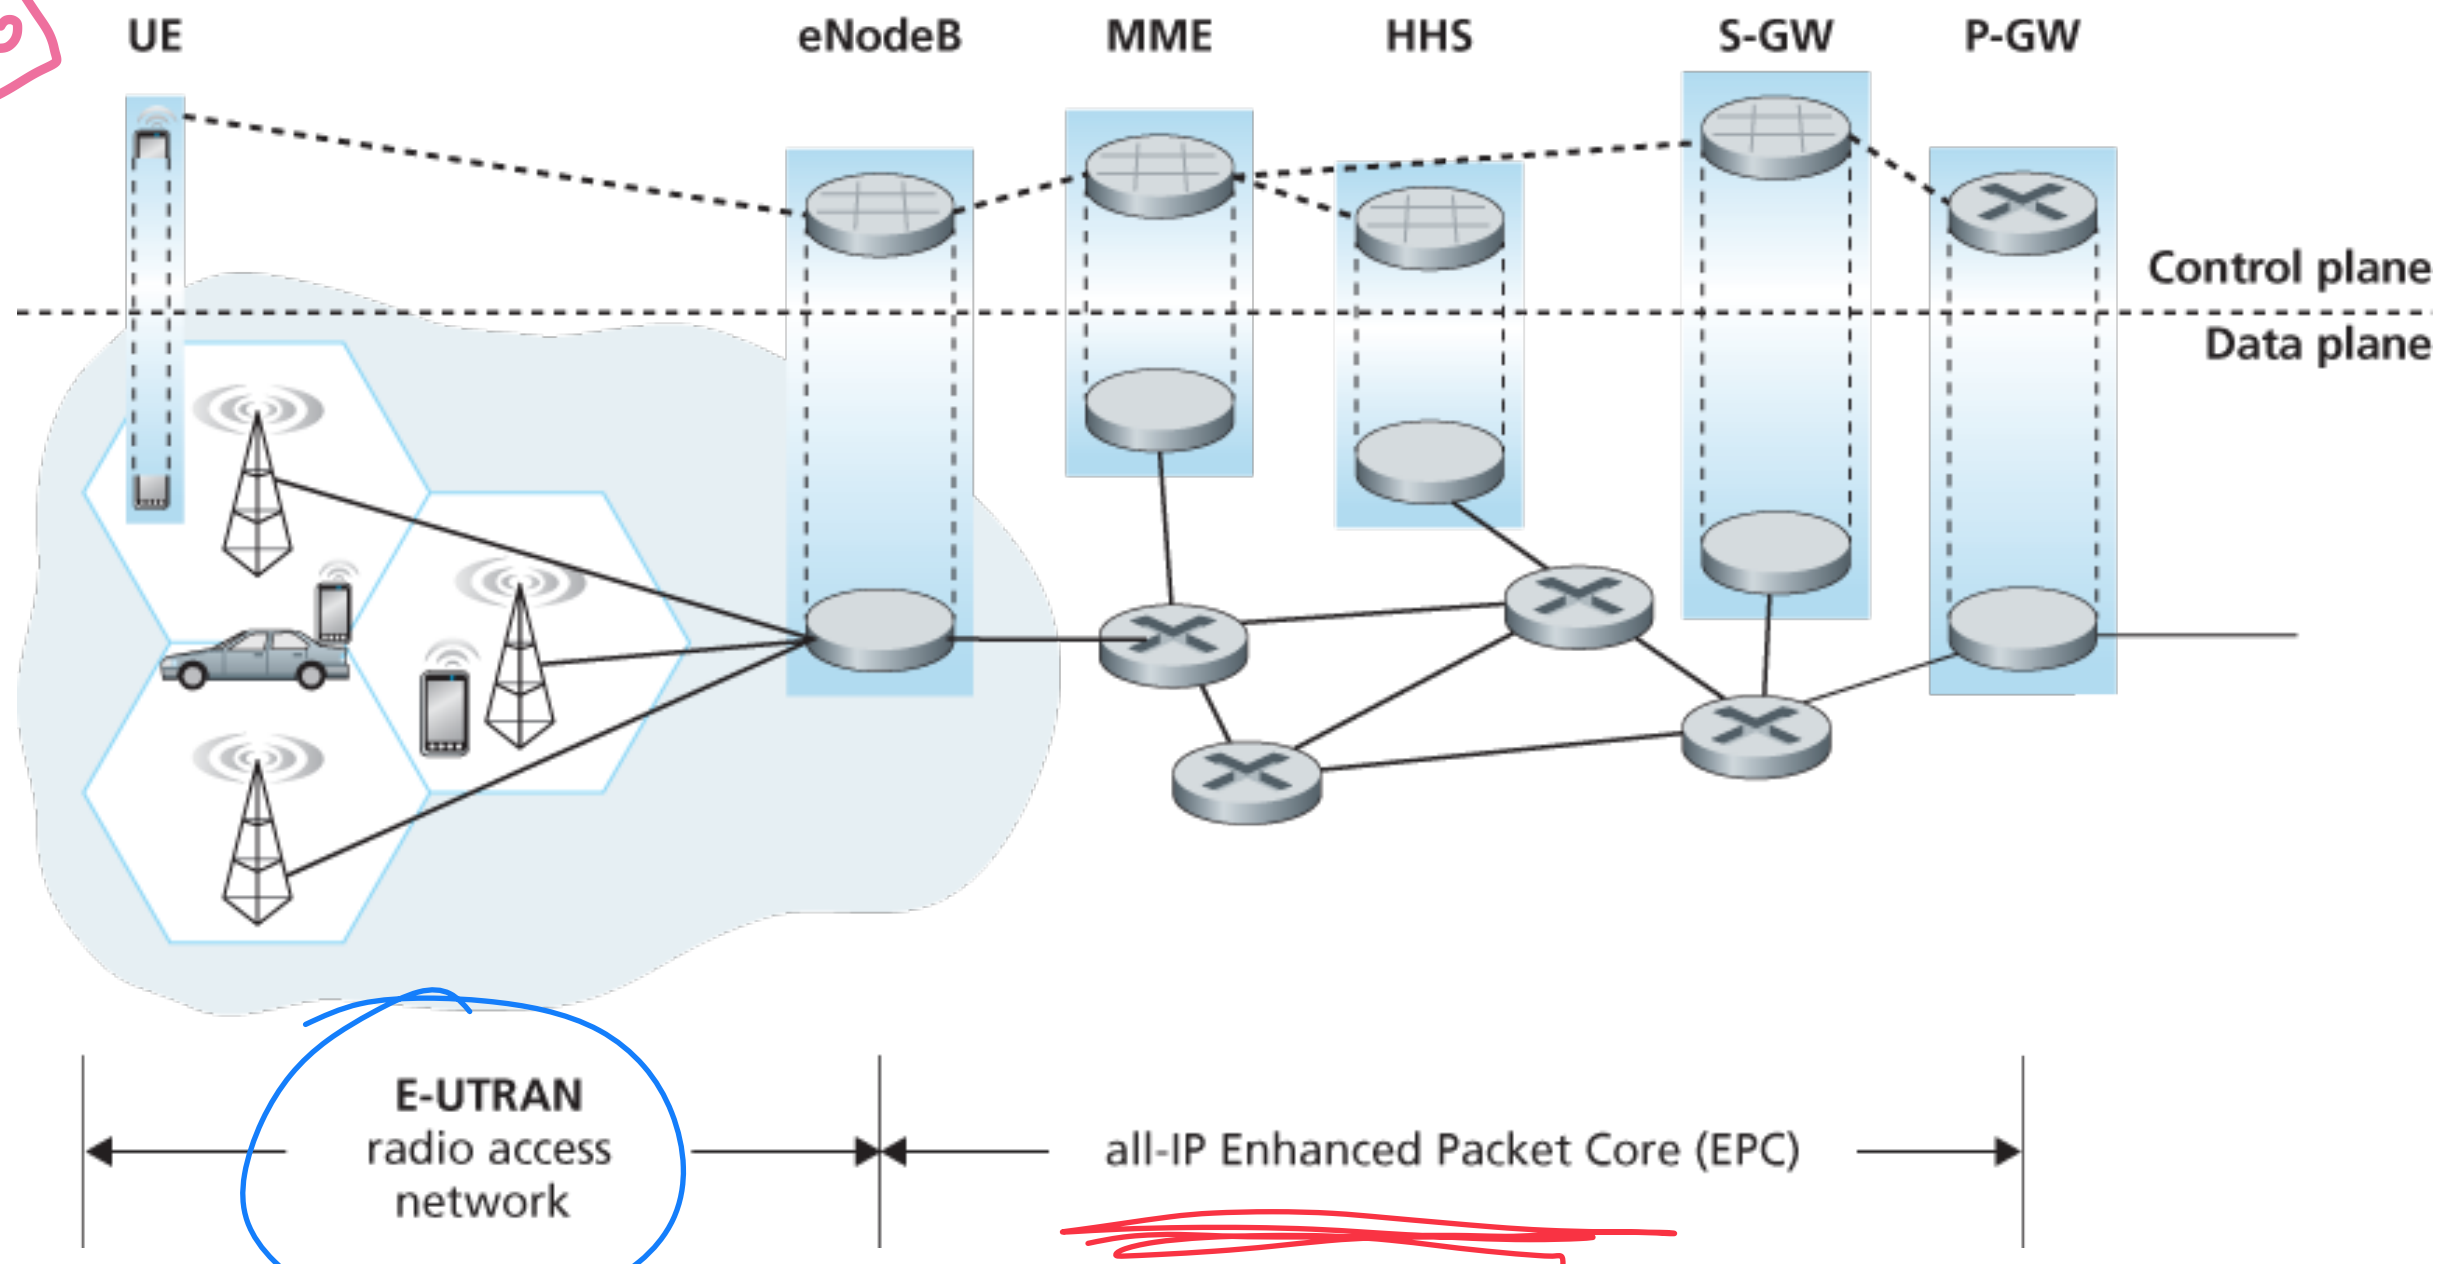 UE
eNodeB
MME
HHS
S-GW
P-GW
Control plane
Data plane
E-UTRAN
radio access
network
all-IP Enhanced Packet Core (EPC)